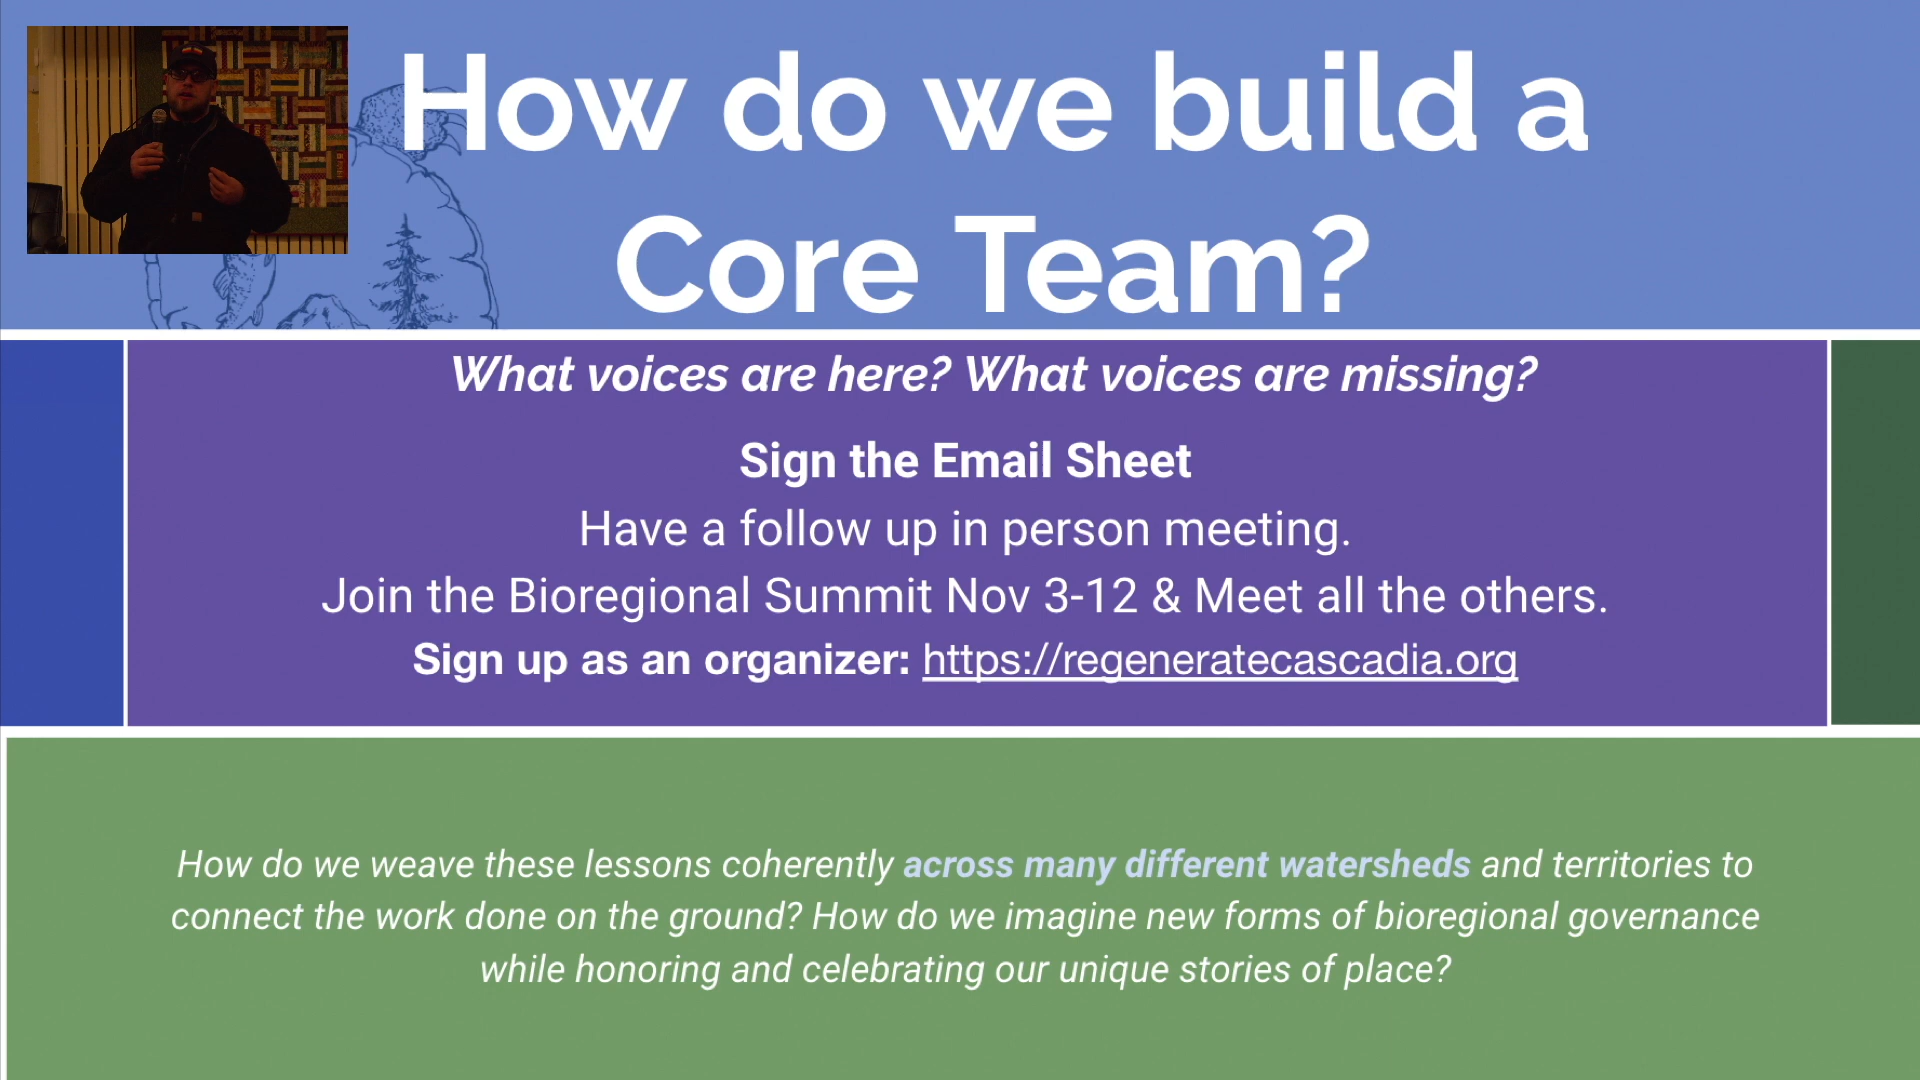 How do we build a
Core Team?
What voices are here? What voices are missing?
Sign the Email Sheet
Have a follow up in person meeting.
Join the Bioregional Summit Nov 3-12 & Meet all the others.
Sign up as an organizer: https://regeneratecascadia.org
How do we weave these lessons coherently across many different watersheds and territories to
connect the work done on the ground? How do we imagine new forms of bioregional governance
while honoring and celebrating our unique stories of place?